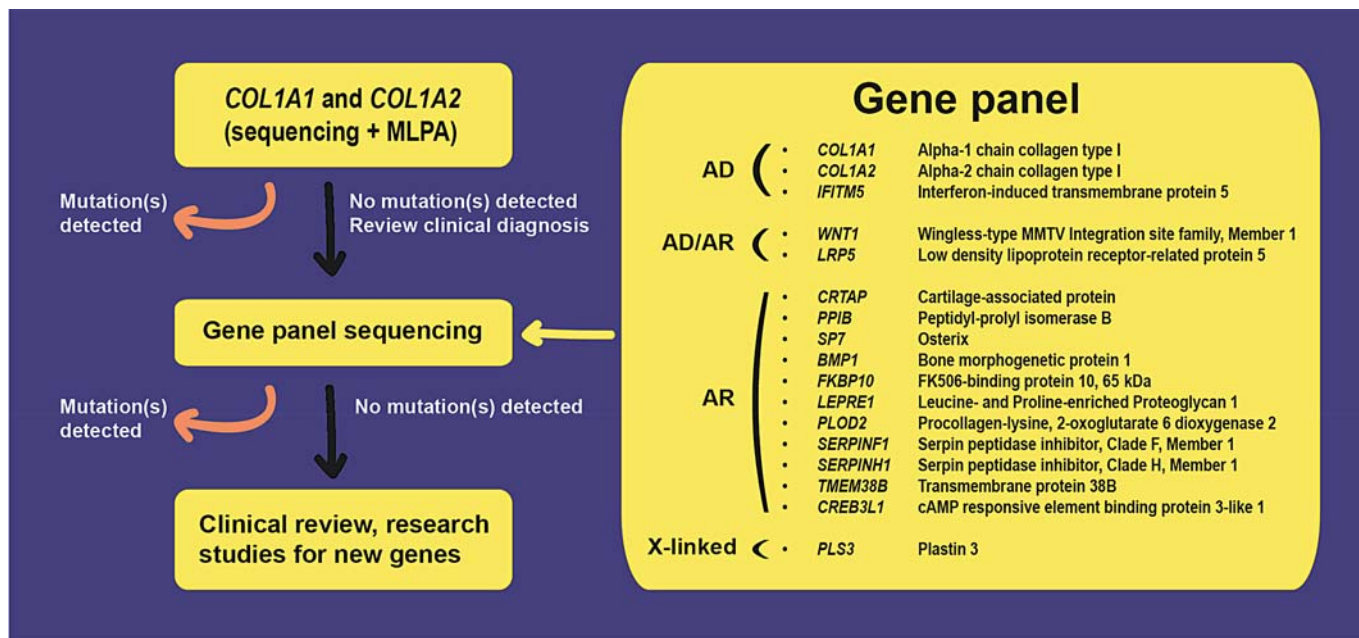 COL1A1 and COL1A2
(sequencing + MLPA)
Mutation(s)
detected
No mutation(s) detected
Review clinical diagnosis
Gene panel sequencing
Mutation(s)
detected
No mutation(s) detected
Clinical review, research
studies for new genes
Gene panel
AD
• COL1A1 Alpha-1 chain collagen type I
• COL1A2 Alpha-2 chain collagen type I
• IFITM5 Interferon-induced transmembrane protein 5
AD/AR
• WNT1 Wingless-type MMTV Integration site family, Member 1
• LRP5 Low density lipoprotein receptor-related protein 5
AR
• CRTAP Cartilage-associated protein
• PPIB Peptidyl-prolyl isomerase B
• SP7 Osterix
• BMP1 Bone morphogenetic protein 1
• FKBP10 FK506-binding protein 10, 65 kDa
• LEPRE1 Leucine- and Proline-enriched Proteoglycan 1
• PLOD2 Procollagen-lysine, 2-oxoglutarate 6 dioxygenase 2
• SERPINF1 Serpin peptidase inhibitor, Clade F, Member 1
• SERPINH1 Serpin peptidase inhibitor, Clade H, Member 1
• TMEM38B Transmembrane protein 38B
• CREB3L1 cAMP responsive element binding protein 3-like 1
X-linked
• PLS3 Plastin 3